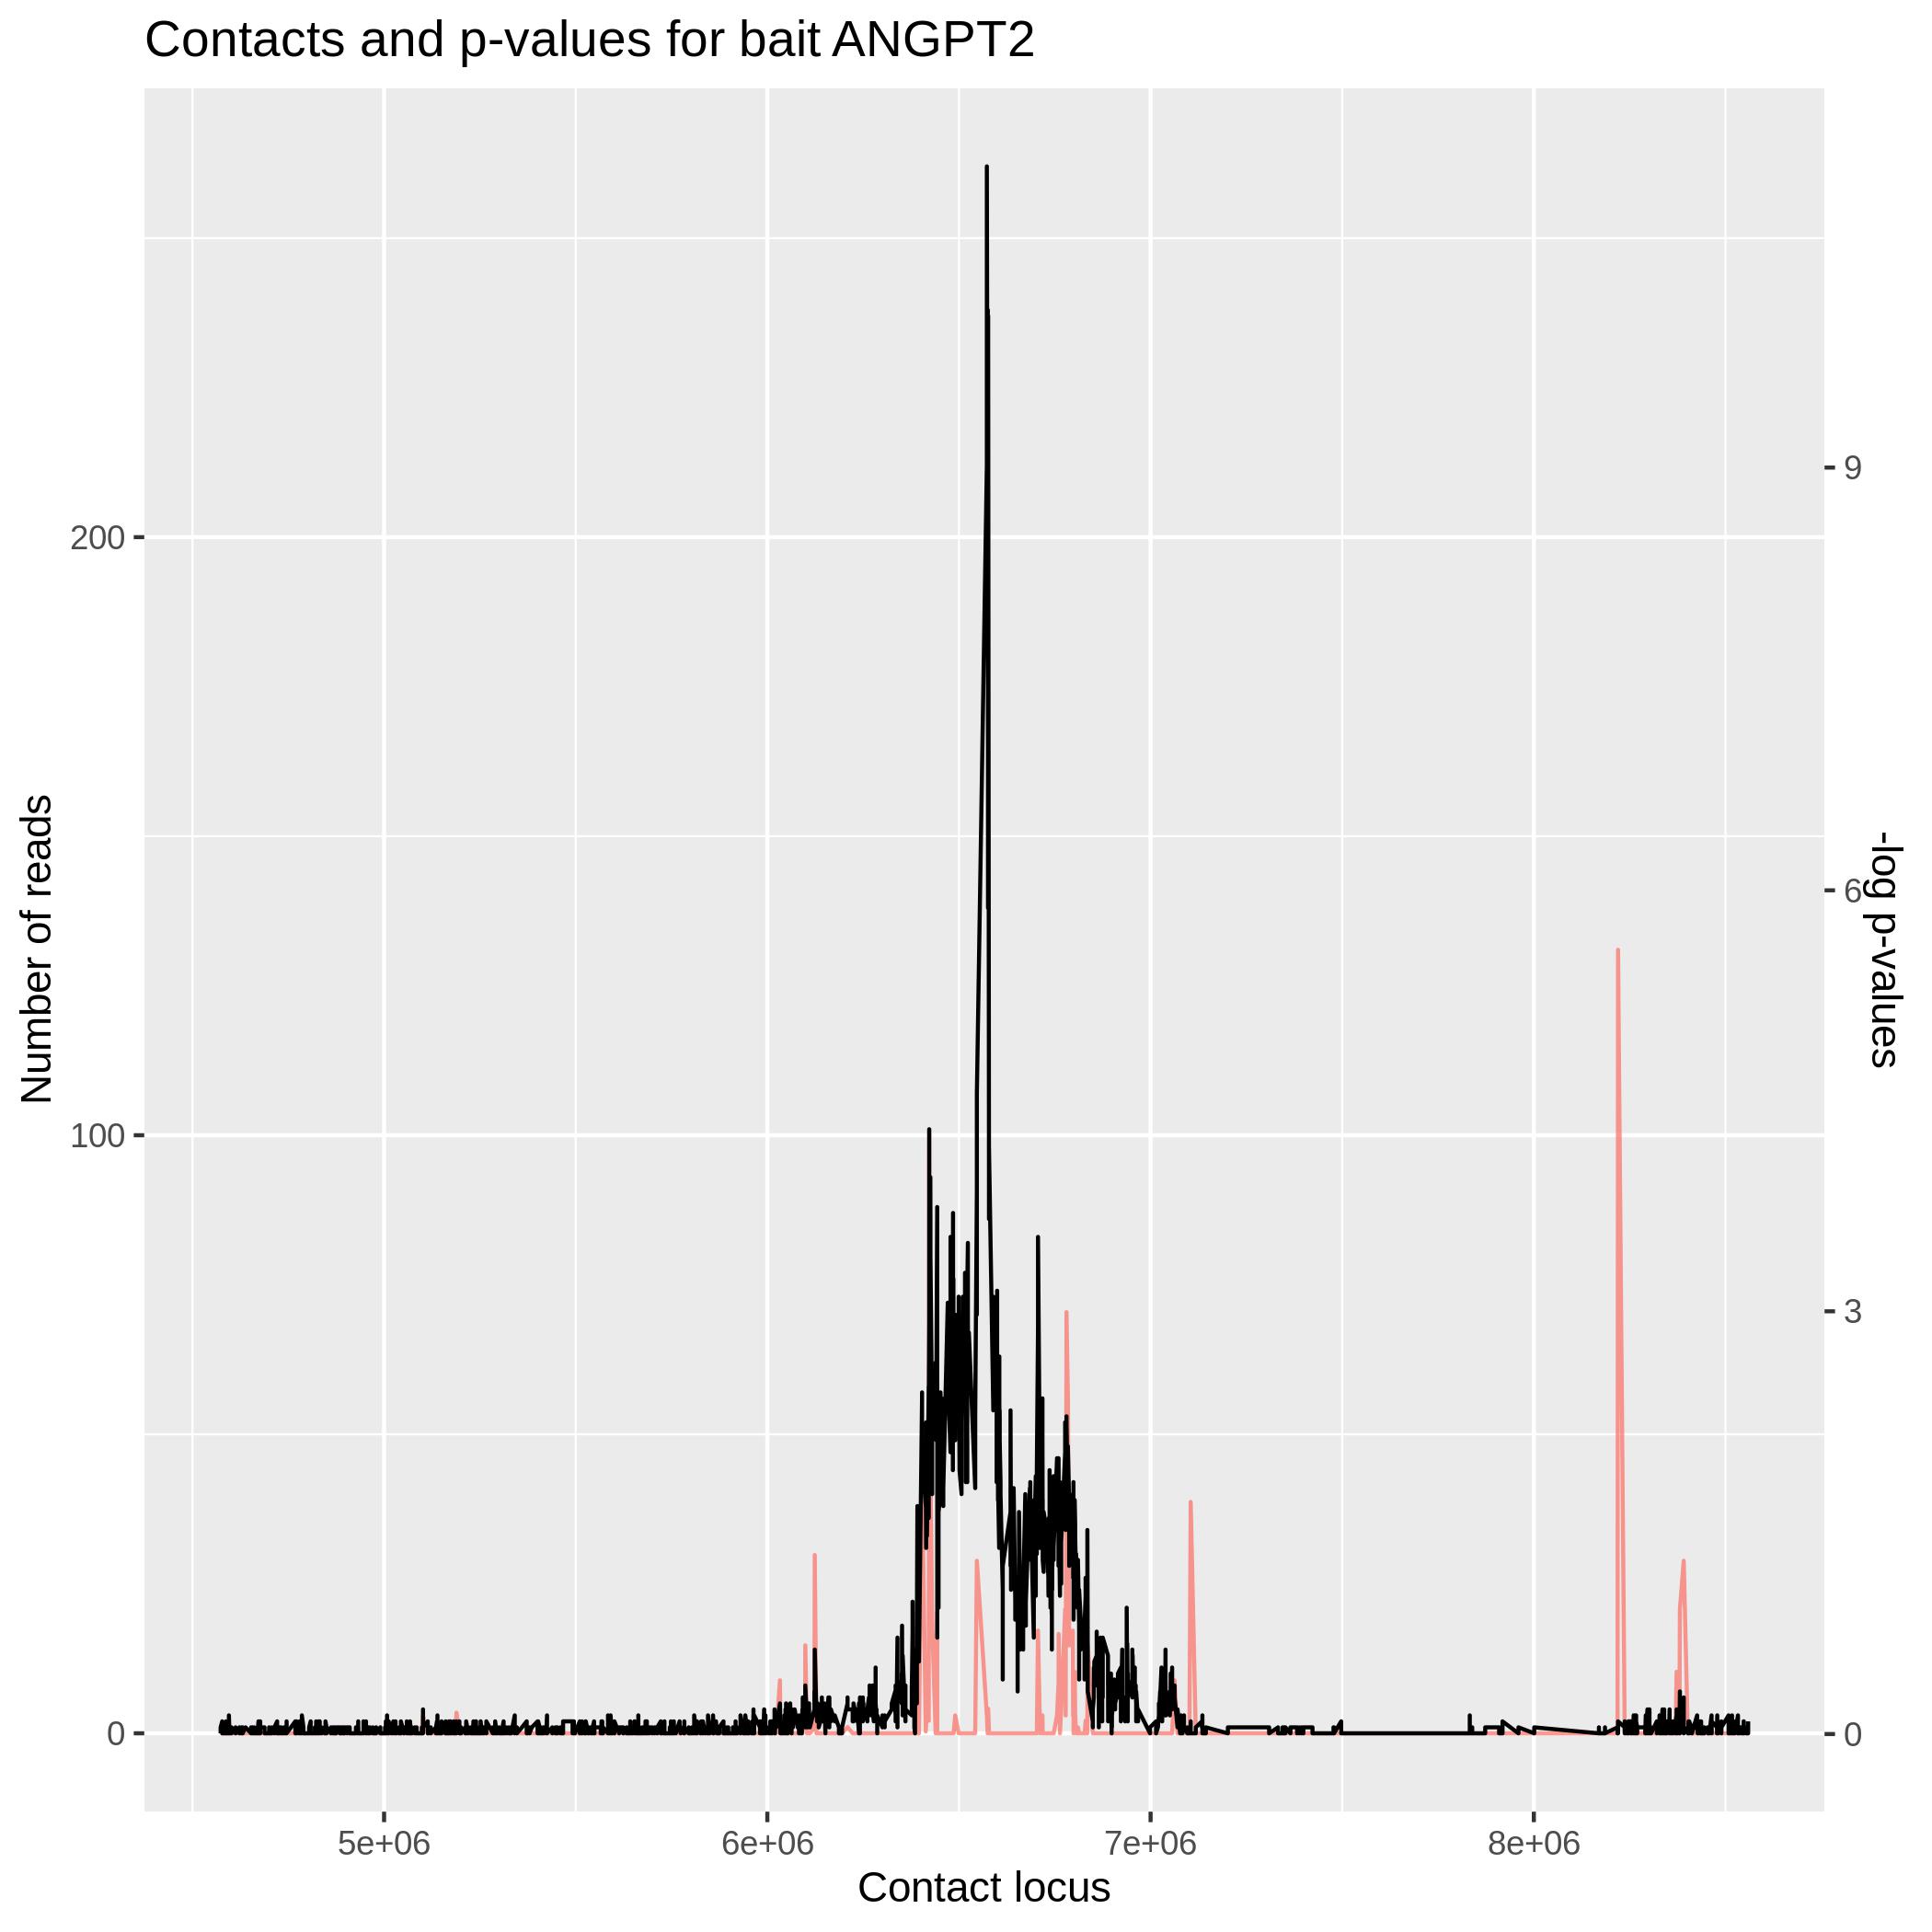 Contacts and p-values for bait ANGPT2
Number of reads
200
100
0
9
6
3
0
-log p-values
5e+06 6e+06 7e+06 8e+06
Contact locus